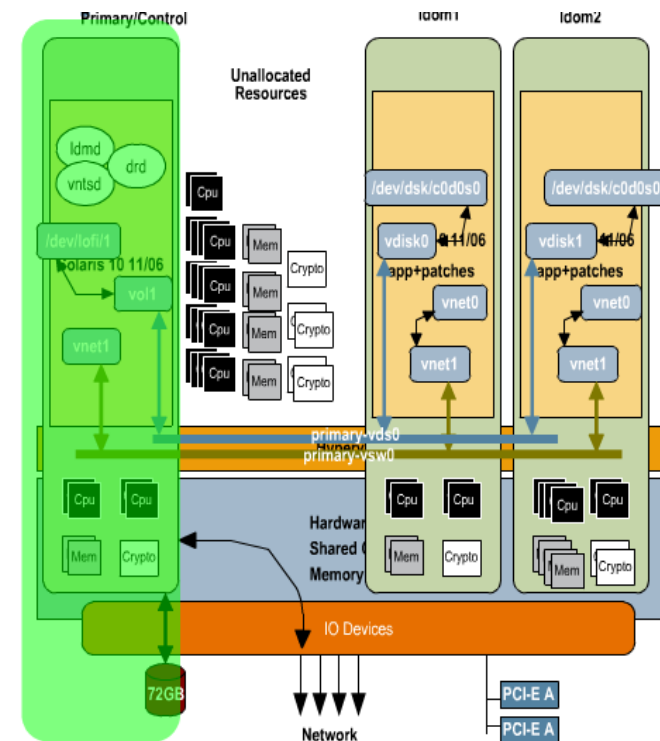 Primary/Control
ldom1
ldom2
Unallocated
Resources
ldmd
vntsd
drd
/dev/lofi/1
Solaris 10 11/06
vol1
vnet1
Cpu
Cpu
Mem
Crypto
Cpu
Mem
Cpu
Mem
Crypto
Cpu
Mem
Crypto
/dev/dsk/c0d0s0
vdisk0
11/06
app+patches
vnet0
vnet1
/dev/dsk/c0d0s0
vdisk1
11/06
app+patches
vnet0
vnet1
primary-vds0
primary-vsw0
Cpu
Cpu
Mem
Crypto
Hardware
Shared
Memory
Cpu
Cpu
Mem
Crypto
Cpu
Cpu
Mem
Crypto
IO Devices
72GB
Network
PCI-E A
PCI-E A